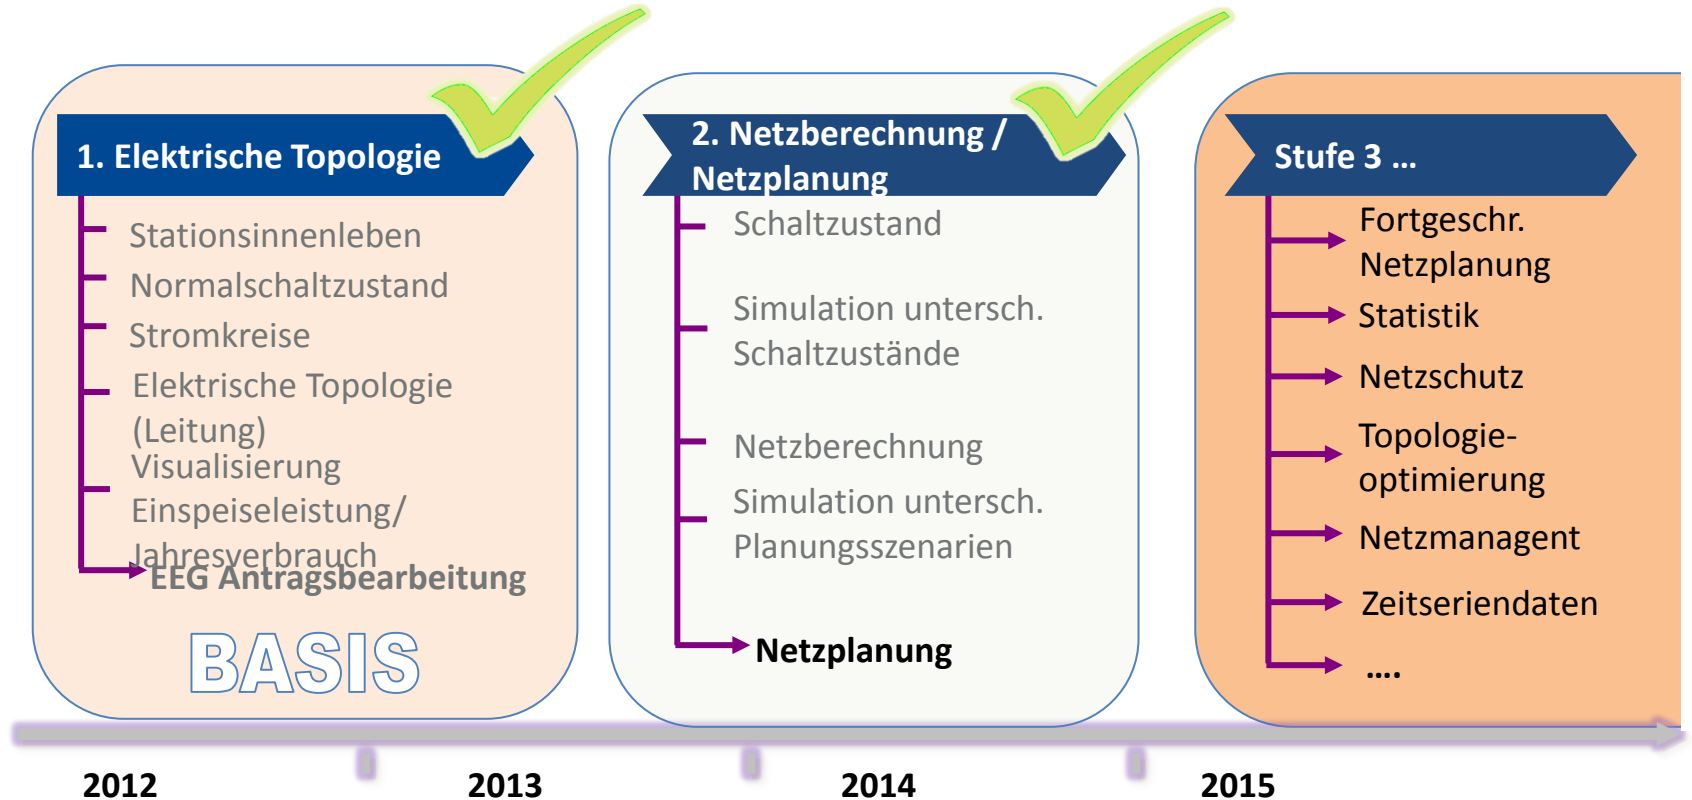 1. Elektrische Topologie
Stationsinnenleben
Normalschaltzustand
Stromkreise
Elektrische Topologie
(Leitung)
Visualisierung
Einspeiseleistung/
Jahresverbrauch
EEG Antragsbearbeitung
BASIS
2. Netzberechnung /
Netzplanung
Schaltzustand
Simulation untersch.
Schaltzustände
Netzberechnung
Simulation untersch.
Planungsszenarien
Netzplanung
Stufe 3 ...
Fortgeschr.
Netzplanung
Statistik
Netzschutz
Topologie-
optimierung
Netzmanagent
Zeitseriendaten
....
2012
2013
2014
2015